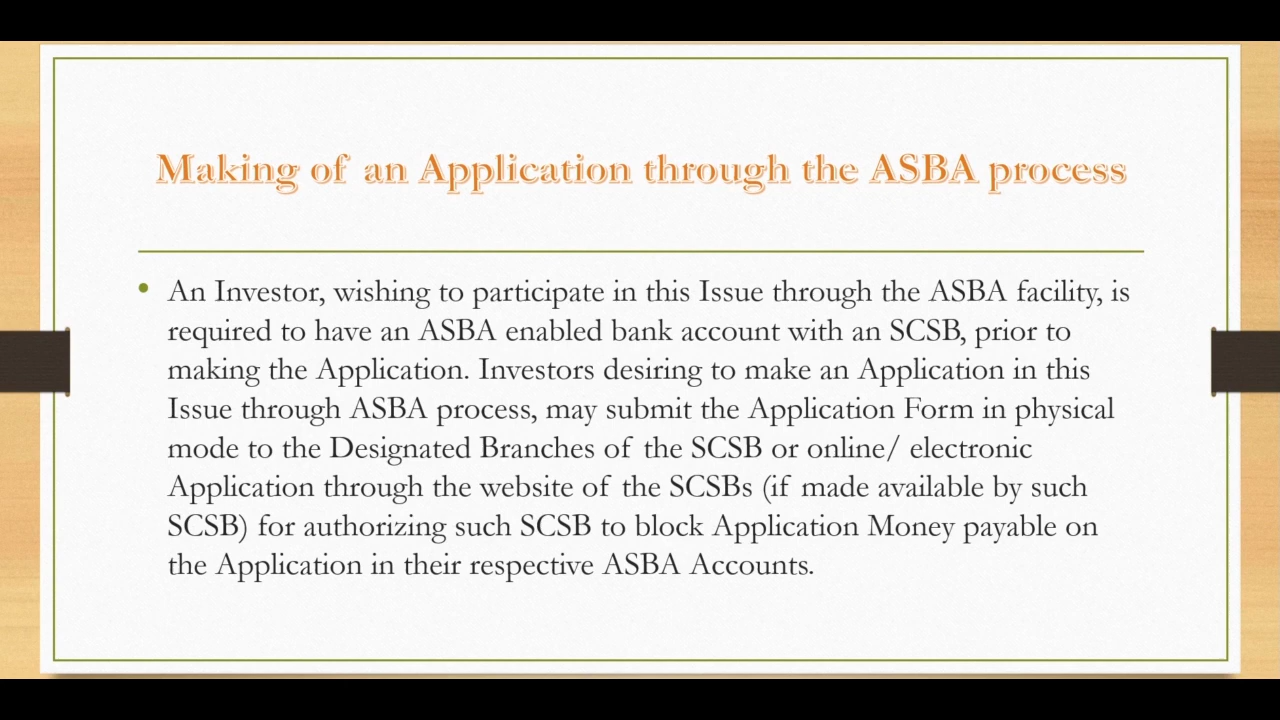 Making of an Application through the ASBA process
• An Investor, wishing to participate in this Issue through the ASBA facility, is
required to have an ASBA enabled bank account with an SCSB, prior to
making the Application. Investors desiring to make an Application in this
Issue through ASBA process, may submit the Application Form in physical
mode to the Designated Branches of the SCSB or online/ electronic
Application through the website of the SCSBs (if made available by such
SCSB) for authorizing such SCSB to block Application Money payable on
the Application in their respective ASBA Accounts.